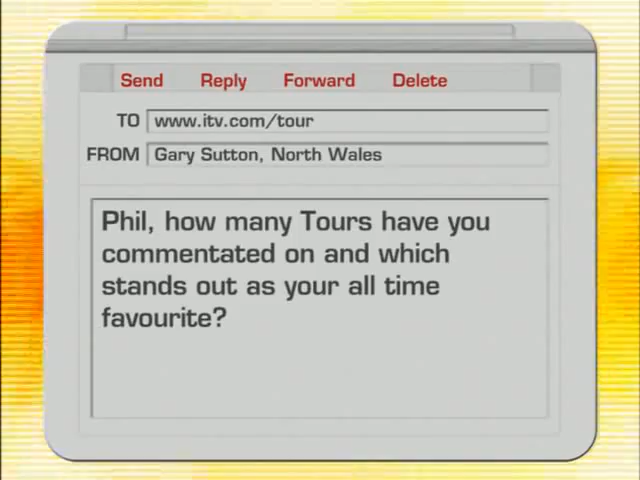 Send Reply Forward Delete
TO www.itv.com/tour
FROM Gary Sutton, North Wales
Phil, how many Tours have you
commentated on and which
stands out as your all time
favourite?